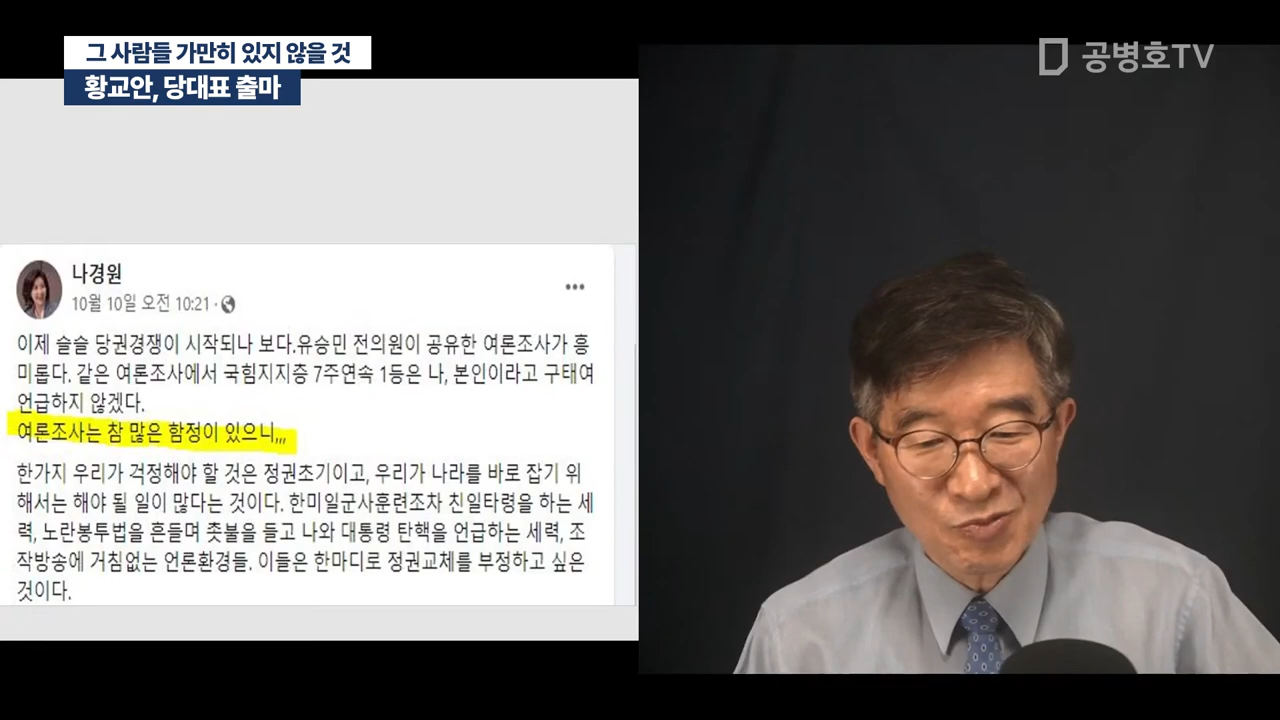 그 사람들 가만히 있지 않을 것
황교안, 당대표 출마
공병호TV
나경원
10월 10일 오전 10:21 ·
이제 슬슬 당권경쟁이 시작되나 보다.유승민 전의원이 공유한 여론조사가 흥
미롭다. 같은 여론조사에서 국힘지지층 7주연속 1등은 나, 본인이라고 구태여
언급하지 않겠다.
여론조사는 참 많은 함정이 있으니,,,
한가지 우리가 걱정해야 할 것은 정권초기이고, 우리가 나라를 바로 잡기 위
해서는 해야 될 일이 많다는 것이다. 한미일군사훈련조차 친일타령을 하는 세
력, 노란봉투법을 흔들며 촛불을 들고 나와 대통령 탄핵을 언급하는 세력, 조
작방송에 거침없는 언론환경들. 이들은 한마디로 정권교체를 부정하고 싶은
것이다.